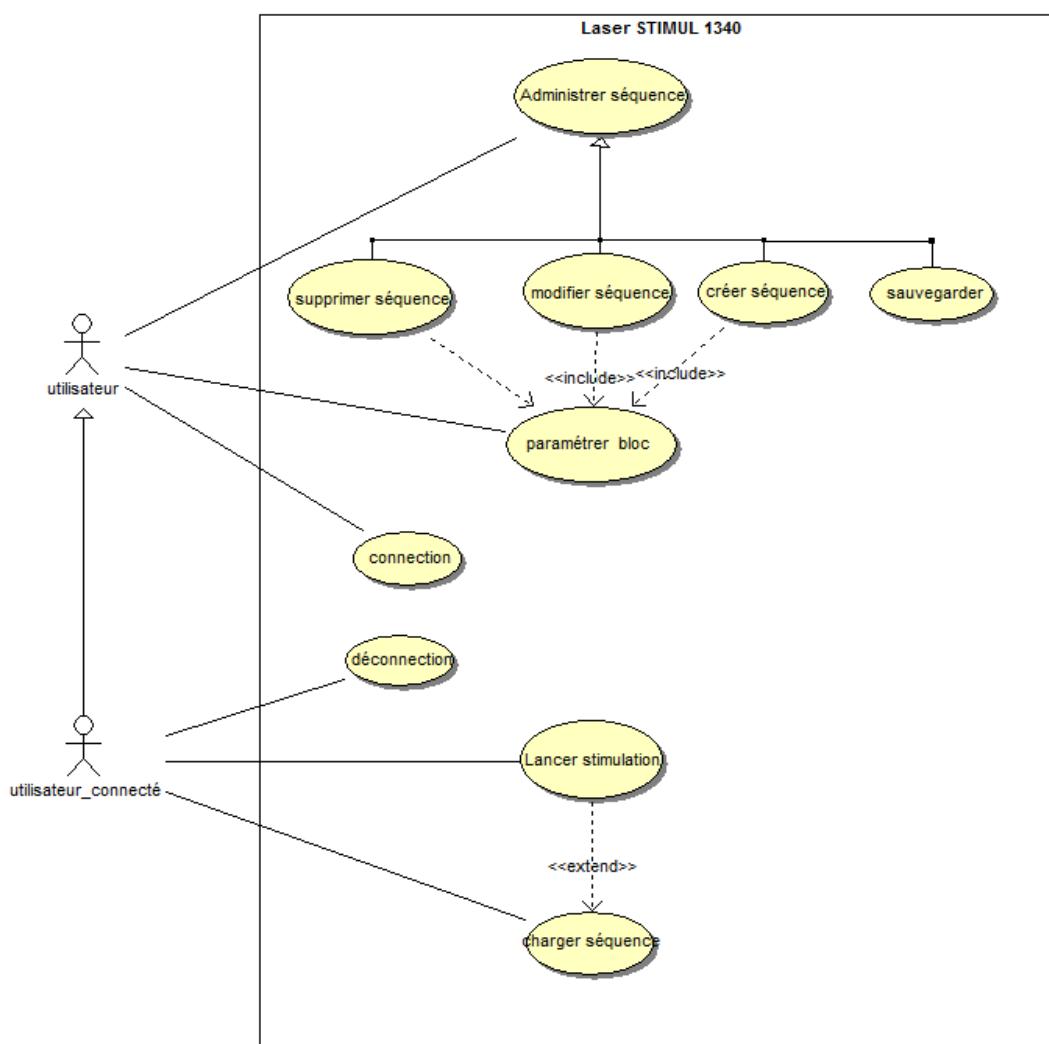 Laser STIMUL 1340
Administrer séquence
supprimer séquence
modifier séquence
créer séquence
sauvegarder
utilisateur
<<include>>
<<include>>
paramétrer bloc
connection
déconnection
utilisateur_connecté
Lancer stimulation
<<extend>>
charger séquence